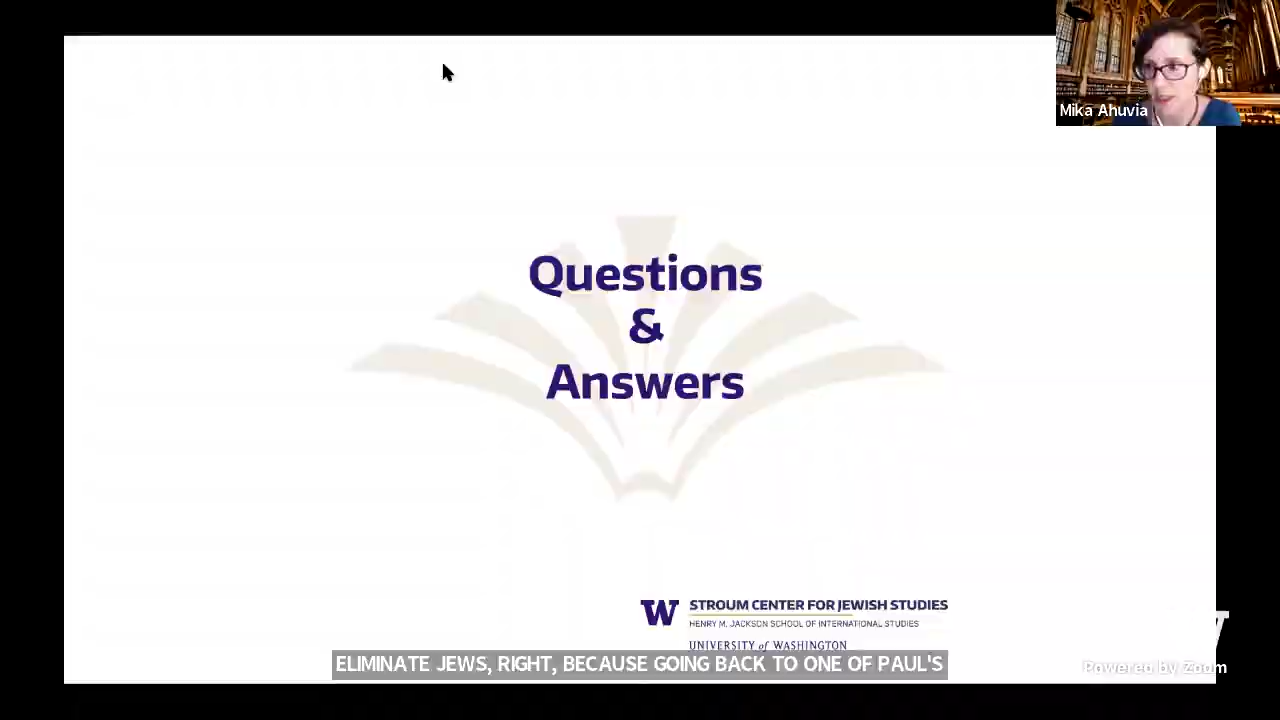 Mika Ahuvia
Questions
&
Answers
W
STROUM CENTER FOR JEWISH STUDIES
HENRY M. JACKSON SCHOOL OF INTERNATIONAL STUDIES
UNIVERSITY of WASHINGTON
ELIMINATE JEWS, RIGHT, BECAUSE GOING BACK TO ONE OF PAUL'S
Powered by Zoom